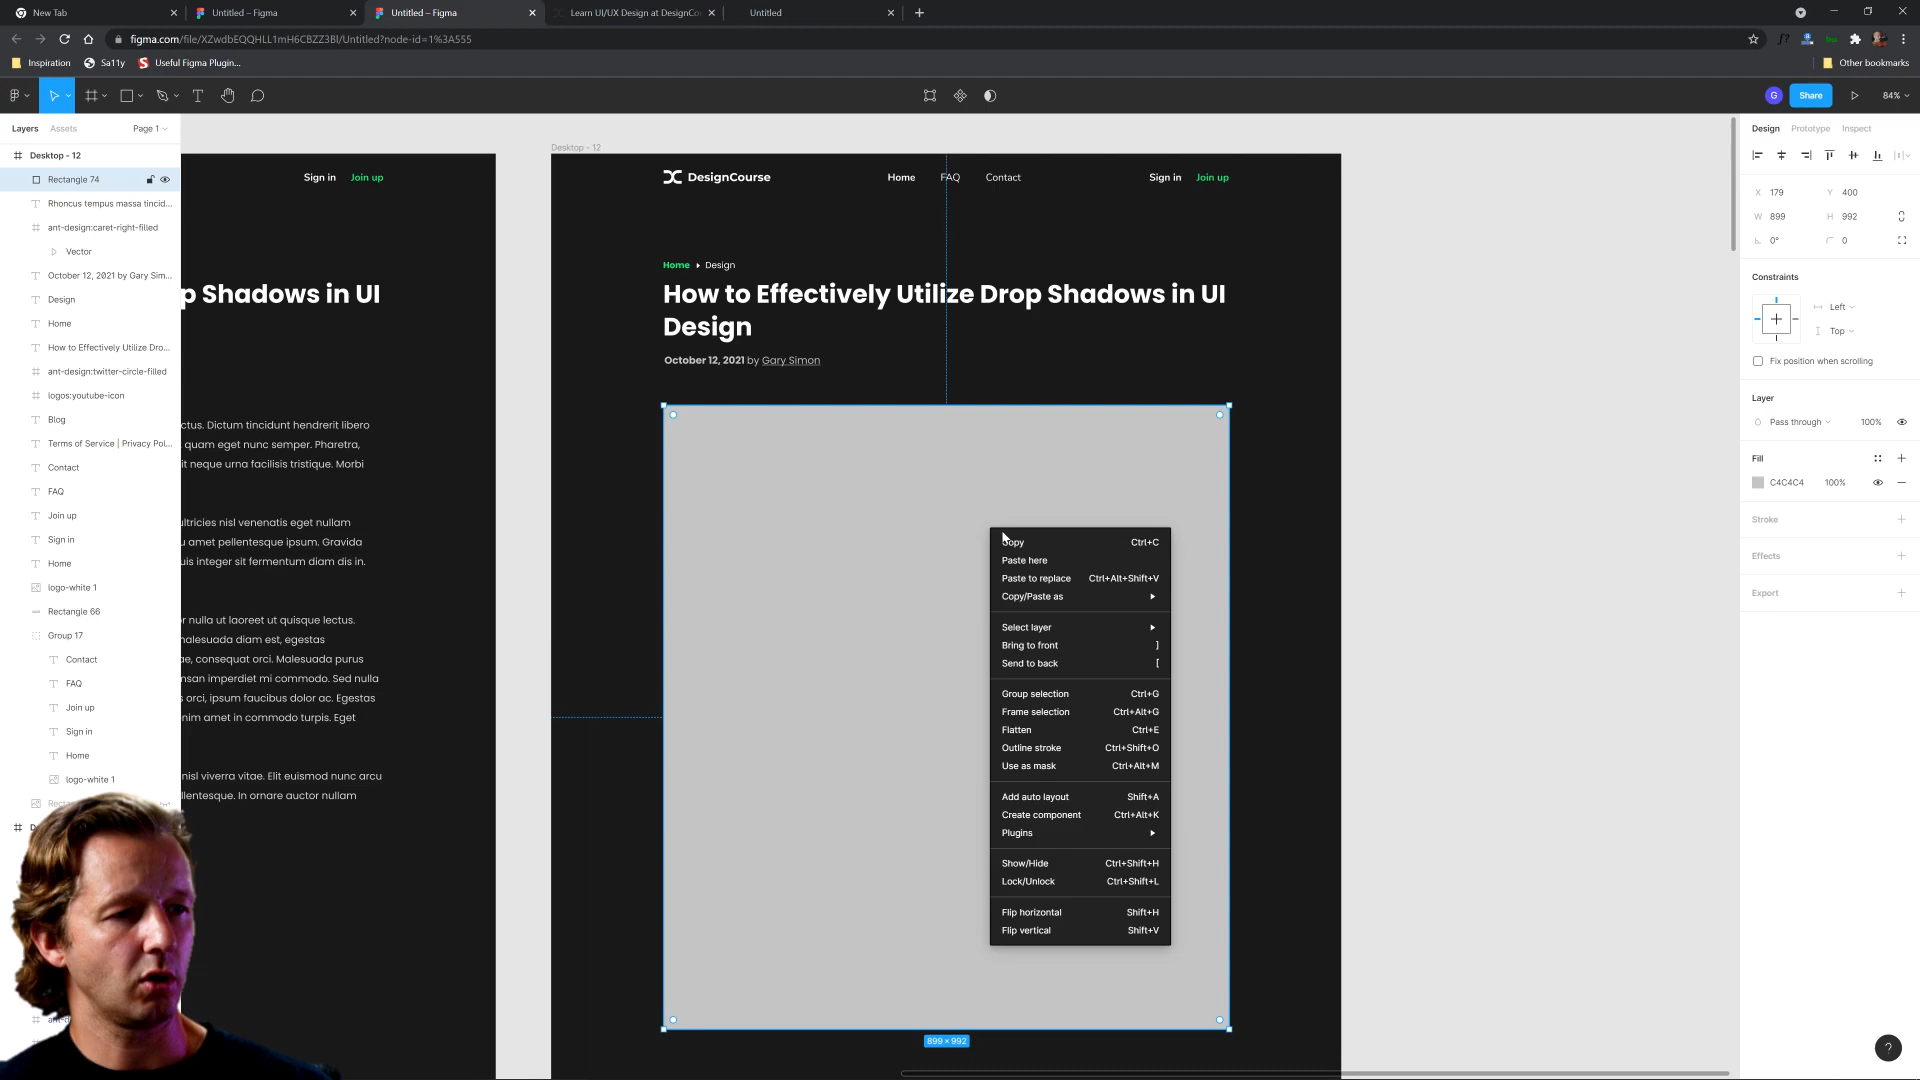 New Tab
Untitled – Figma
Untitled – Figma
Learn UI/UX Design at DesignCo
Untitled
figma.com/file/XZwdbEQQHLL1mH6CBZZ3Bl/Untitled?node-id=1%3A555
Inspiration
Sa11y
Useful Figma Plugin...
Other bookmarks
G
Share
84%
Layers
Assets
Page 1
Desktop - 12
Rectangle 74
Rhoncus tempus massa tincid...
ant-design:caret-right-filled
Vector
October 12, 2021 by Gary Sim...
Design
Home
How to Effectively Utilize Dro...
ant-design:twitter-circle-filled
logos:youtube-icon
Blog
Terms of Service | Privacy Pol...
Contact
FAQ
Join up
Sign in
Home
logo-white 1
Rectangle 66
Group 17
Contact
FAQ
Join up
Sign in
Home
logo-white 1
Sign in
Join up
p Shadows in UI
ctus. Dictum tincidunt hendrerit libero
quam eget nunc semper. Pharetra,
it neque urna facilisis tristique. Morbi
ultricies nisl venenatis eget nullam
u amet pellentesque ipsum. Gravida
uis integer sit fermentum diam dis in.
r nulla ut laoreet ut quisque lectus.
malesuada diam est, egestas
ae, consequat orci. Malesuada purus
msan imperdiet mi commodo. Sed nulla
s orci, ipsum faucibus dolor ac. Egestas
enim amet in commodo turpis. Eget
nisl viverra vitae. Elit euismod nunc arcu
llentesque. In ornare auctor nullam
Desktop - 12
DesignCourse
Home
FAQ
Contact
Sign in
Join up
Home
Design
How to Effectively Utilize Drop Shadows in UI
Design
October 12, 2021 by Gary Simon
Copy Ctrl+C
Paste here
Paste to replace Ctrl+Alt+Shift+V
Copy/Paste as
Select layer
Bring to front ]
Send to back [
Group selection Ctrl+G
Frame selection Ctrl+Alt+G
Flatten Ctrl+E
Outline stroke Ctrl+Shift+O
Use as mask Ctrl+Alt+M
Add auto layout Shift+A
Create component Ctrl+Alt+K
Plugins
Show/Hide Ctrl+Shift+H
Lock/Unlock Ctrl+Shift+L
Flip horizontal Shift+H
Flip vertical Shift+V
899 × 992
Design
Prototype
Inspect
X 179
Y 400
W 899
H 992
0°
0
Constraints
Left
Top
Fix position when scrolling
Layer
Pass through
100%
Fill
C4C4C4
100%
Stroke
Effects
Export
?